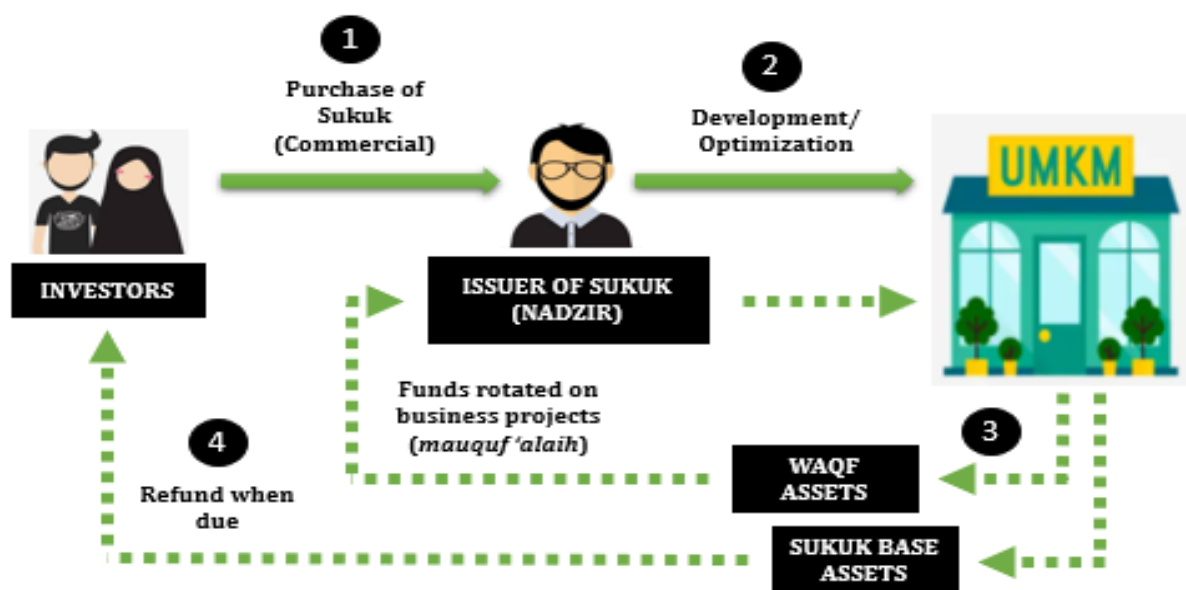 1
Purchase of
Sukuk
(Commercial)
2
Development/
Optimization
UMKM
INVESTORS
ISSUER OF SUKUK
(NADZIR)
Funds rotated on
business projects
(mauquf ‘alaih)
3
WAQF
ASSETS
4
Refund when
due
SUKUK BASE
ASSETS